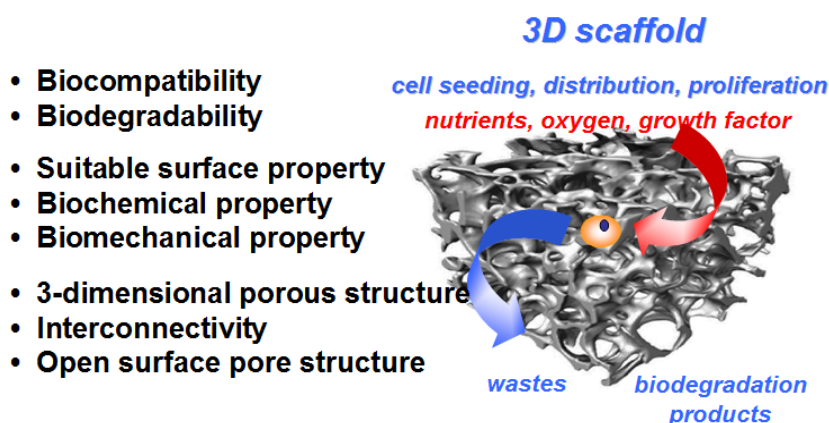 3D scaffold
cell seeding, distribution, proliferation
nutrients, oxygen, growth factor
• Biocompatibility
• Biodegradability
• Suitable surface property
• Biochemical property
• Biomechanical property
• 3-dimensional porous structure
• Interconnectivity
• Open surface pore structure
wastes
biodegradation
products